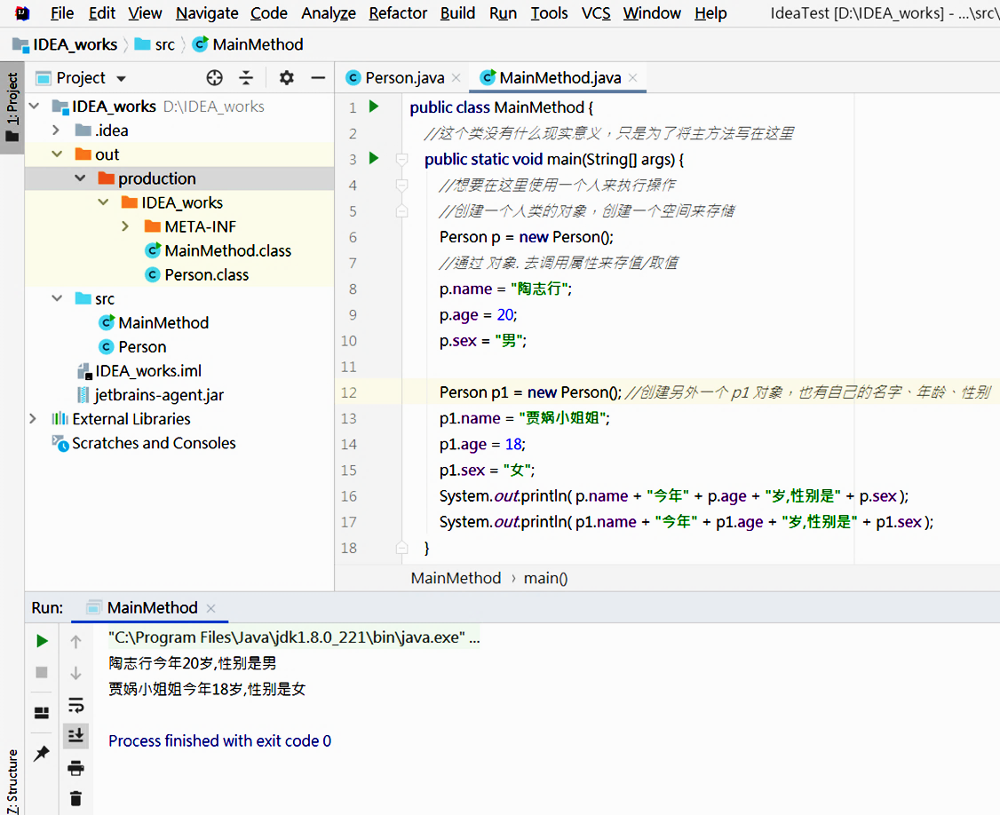 File Edit View Navigate Code Analyze Refactor Build Run Tools VCS Window Help IdeaTest [D:\IDEA_works] - ...\src\
IDEA_works src MainMethod
1: Project
Project
IDEA_works D:\IDEA_works
.idea
out
production
IDEA_works
META-INF
MainMethod.class
Person.class
src
MainMethod
Person
IDEA_works.iml
jetbrains-agent.jar
External Libraries
Scratches and Consoles
Person.java MainMethod.java
1 public class MainMethod {
2 //这个类没有什么现实意义，只是为了将主方法写在这里
3 public static void main(String[] args) {
4 //想要在这里使用一个人来执行操作
5 //创建一个人类的对象，创建一个空间来存储
6 Person p = new Person();
7 //通过 对象. 去调用属性来存值/取值
8 p.name = "陶志行";
9 p.age = 20;
10 p.sex = "男";
11
12 Person p1 = new Person(); //创建另外一个 p1 对象，也有自己的名字、年龄、性别
13 p1.name = "贾娲小姐姐";
14 p1.age = 18;
15 p1.sex = "女";
16 System.out.println( p.name + "今年" + p.age + "岁,性别是" + p.sex );
17 System.out.println( p1.name + "今年" + p1.age + "岁,性别是" + p1.sex );
18 }
MainMethod › main()
Run: MainMethod
"C:\Program Files\Java\jdk1.8.0_221\bin\java.exe" ...
陶志行今年20岁,性别是男
贾娲小姐姐今年18岁,性别是女
Process finished with exit code 0
Z: Structure